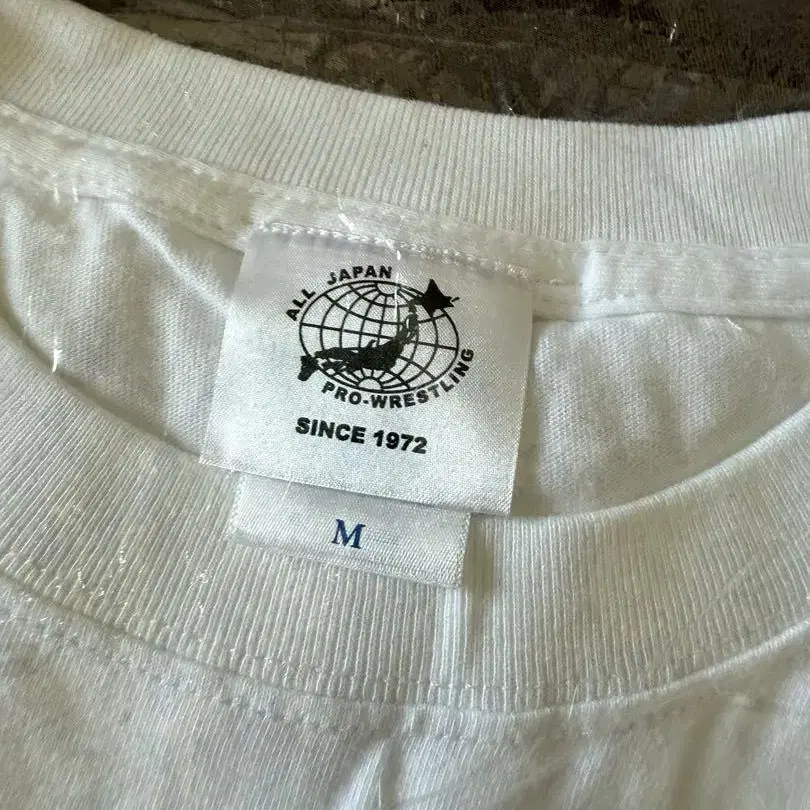 ALL JAPAN
PRO-WRESTLING
SINCE 1972
M